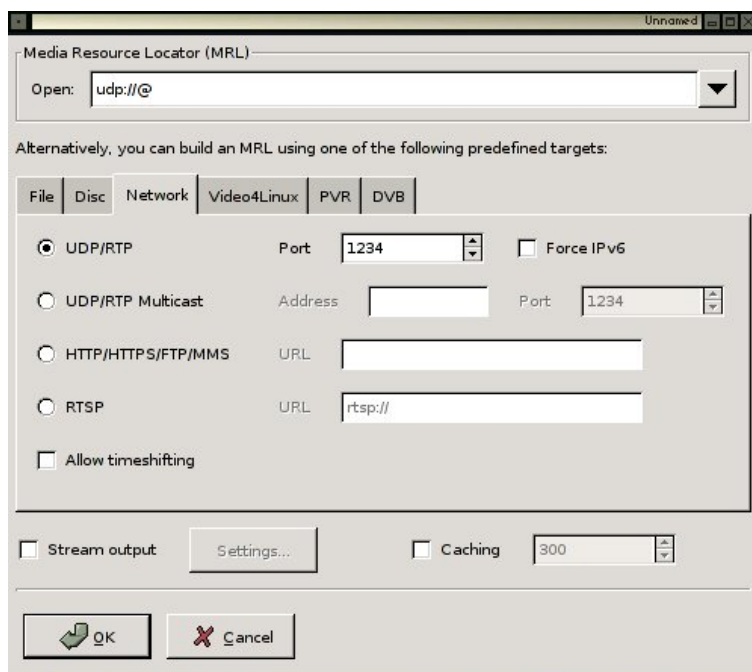 Unnamed
Media Resource Locator (MRL)
Open: udp://@
Alternatively, you can build an MRL using one of the following predefined targets:
File Disc Network Video4Linux PVR DVB
UDP/RTP Port 1234 Force IPv6
UDP/RTP Multicast Address Port 1234
HTTP/HTTPS/FTP/MMS URL
RTSP URL rtsp://
Allow timeshifting
Stream output Settings... Caching 300
OK Cancel